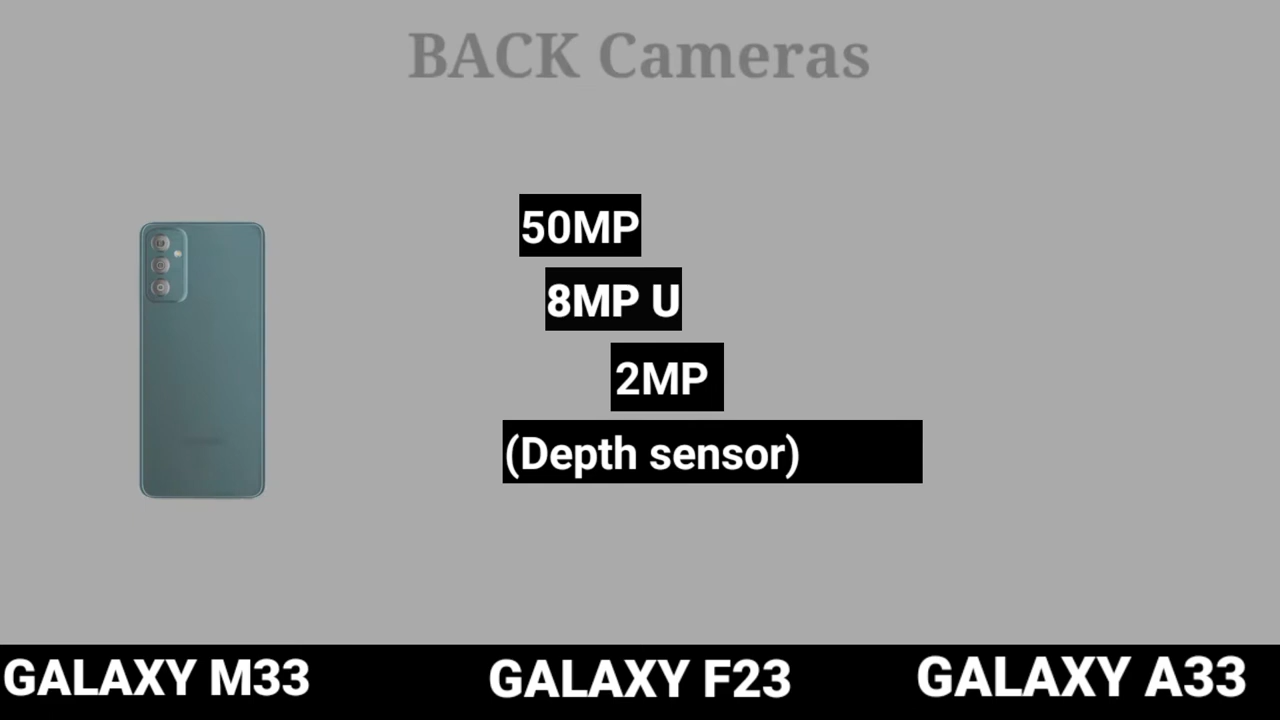 BACK Cameras
50MP
8MP U
2MP
(Depth sensor)
GALAXY M33
GALAXY F23
GALAXY A33